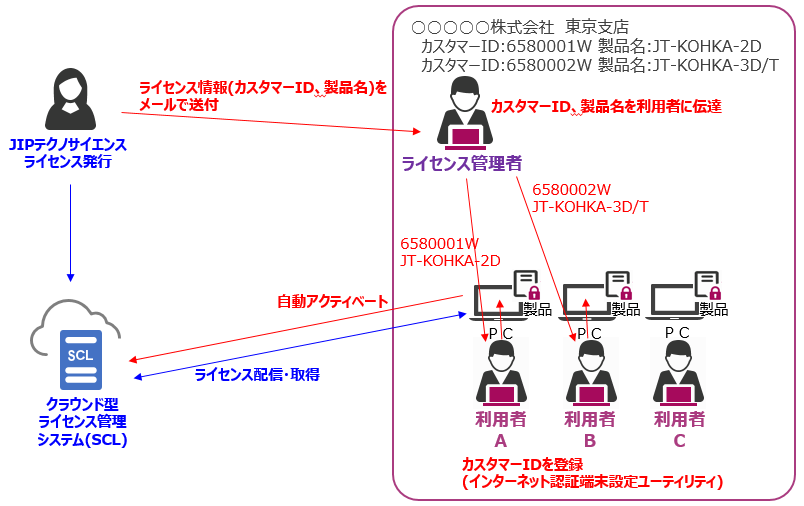 ○○○○○株式会社 東京支店
カスタマーID:6580001W 製品名:JT-KOHKA-2D
カスタマーID:6580002W 製品名:JT-KOHKA-3D/T
ライセンス情報(カスタマーID、製品名)を
メールで送付
カスタマーID、製品名を利用者に伝達
JIPテクノサイエンス
ライセンス発行
ライセンス管理者
6580002W
JT-KOHKA-3D/T
6580001W
JT-KOHKA-2D
自動アクティベート
製品
製品
製品
ＰＣ
ＰＣ
ＰＣ
SCL
ライセンス配信・取得
クラウンド型
ライセンス管理
システム(SCL)
利用者
A
利用者
B
利用者
C
カスタマーIDを登録
(インターネット認証端末設定ユーティリティ)